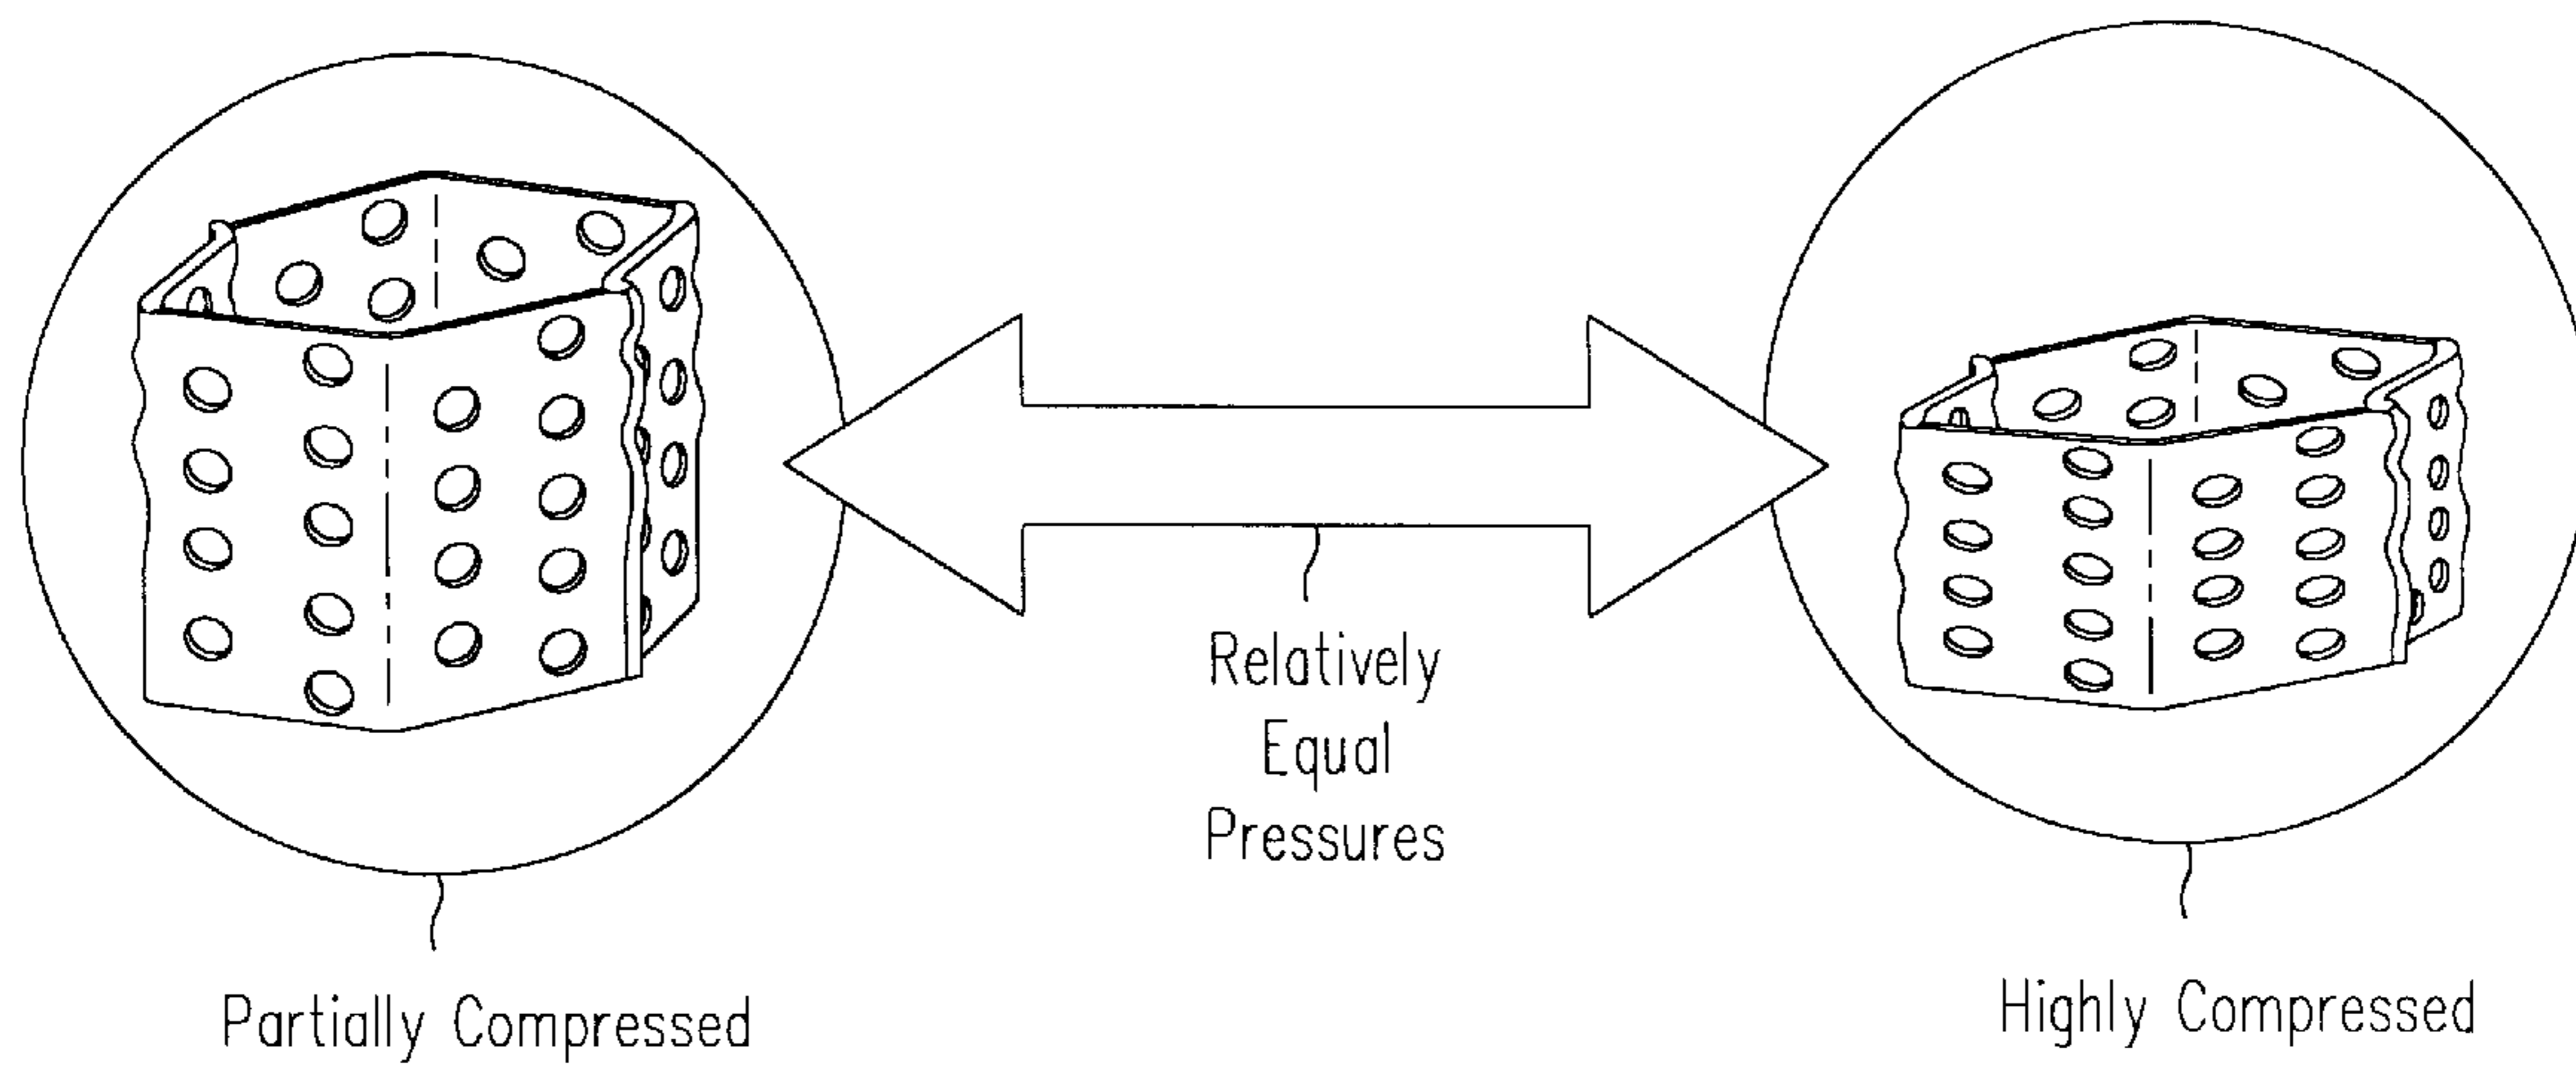 Relatively
Equal
Pressures
Partially Compressed
Highly Compressed